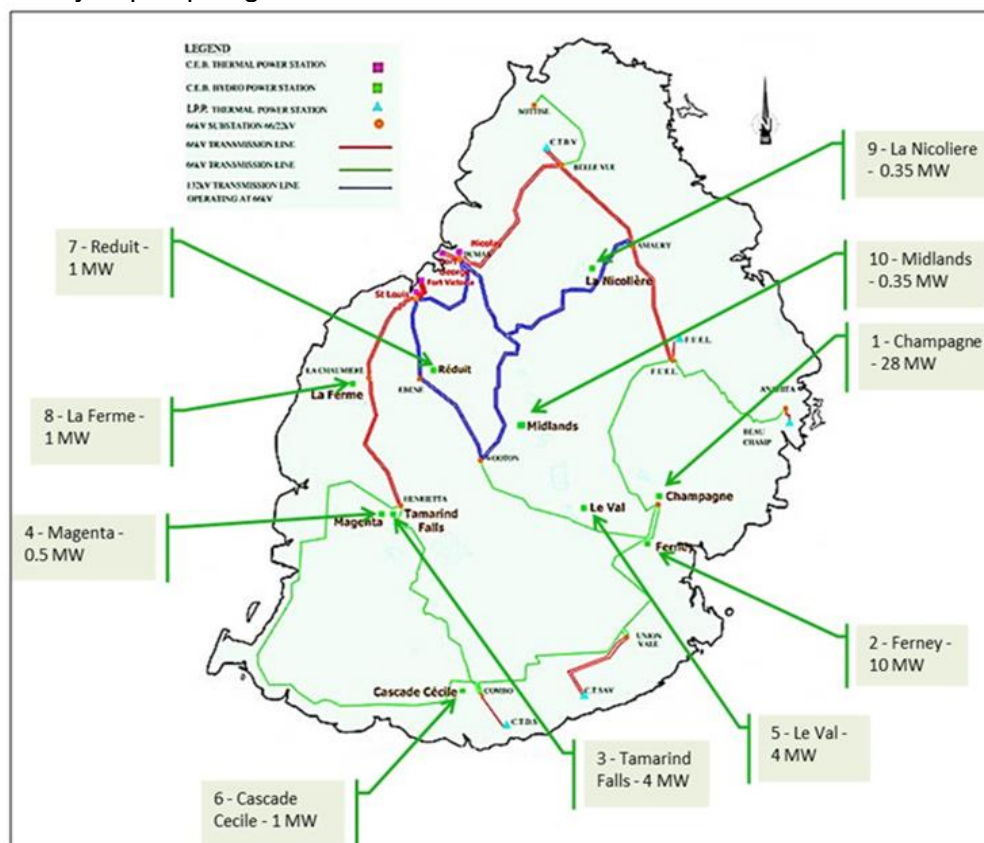 LEGEND
C.E.B. THERMAL POWER STATION
C.E.B. HYDRO POWER STATION
I.P.P. THERMAL POWER STATION
66kV SUBSTATION 66/22kV
66kV TRANSMISSION LINE
66kV TRANSMISSION LINE
132kV TRANSMISSION LINE
OPERATING AT 66kV
9 - La Nicoliere
- 0.35 MW
7 - Reduit -
1 MW
10 - Midlands
- 0.35 MW
1 - Champagne
- 28 MW
8 - La Ferme -
1 MW
4 - Magenta -
0.5 MW
2 - Ferney -
10 MW
5 - Le Val -
4 MW
3 - Tamarind
Falls - 4 MW
6 - Cascade
Cecile - 1 MW
C.T.B.V
BELLE VUE
Nicolay
DUMAS
George
Fort Victoria
St Louis
AMAURY
La Nicolière
F.U.E.L.
F.U.E.L.
LA CHAUMIERE
La Ferme
Réduit
EBENE
BEAU
CHAMP
Midlands
WOOTON
HENRIETTA
Magenta
Tamarind
Falls
Le Val
Champagne
Ferney
UNION
VALE
Cascade Cécile
COMBO
C.T.SAV
C.T.D.S